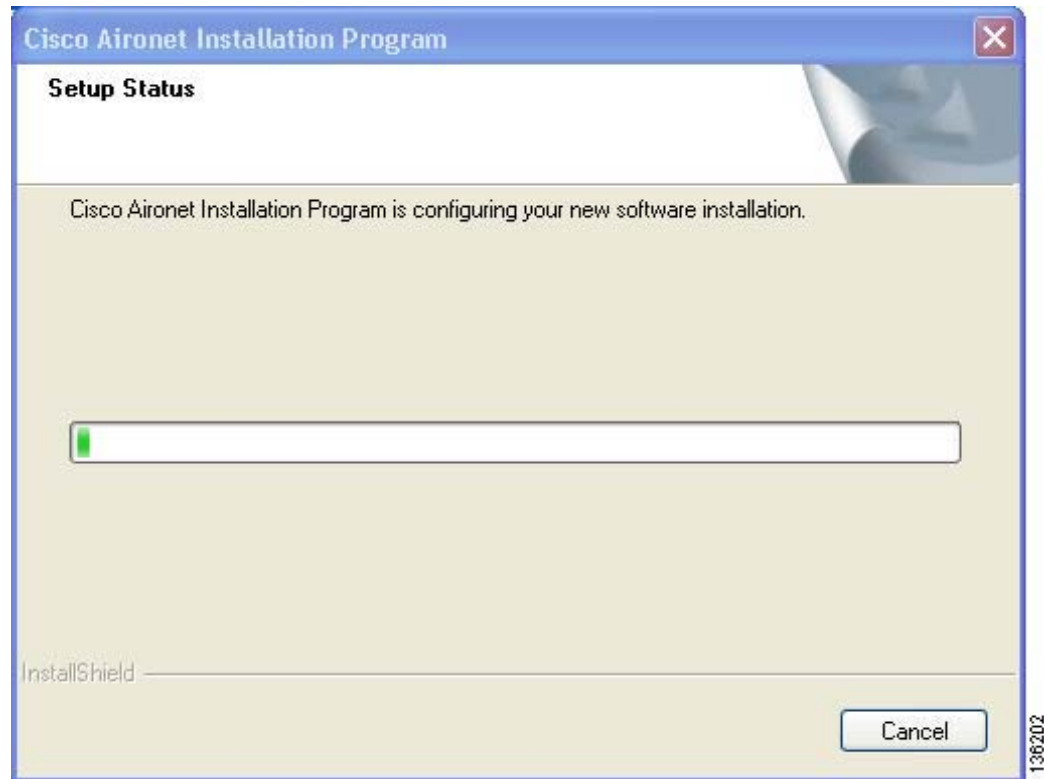 Cisco Aironet Installation Program
Setup Status
Cisco Aironet Installation Program is configuring your new software installation.
InstallShield
Cancel
136202